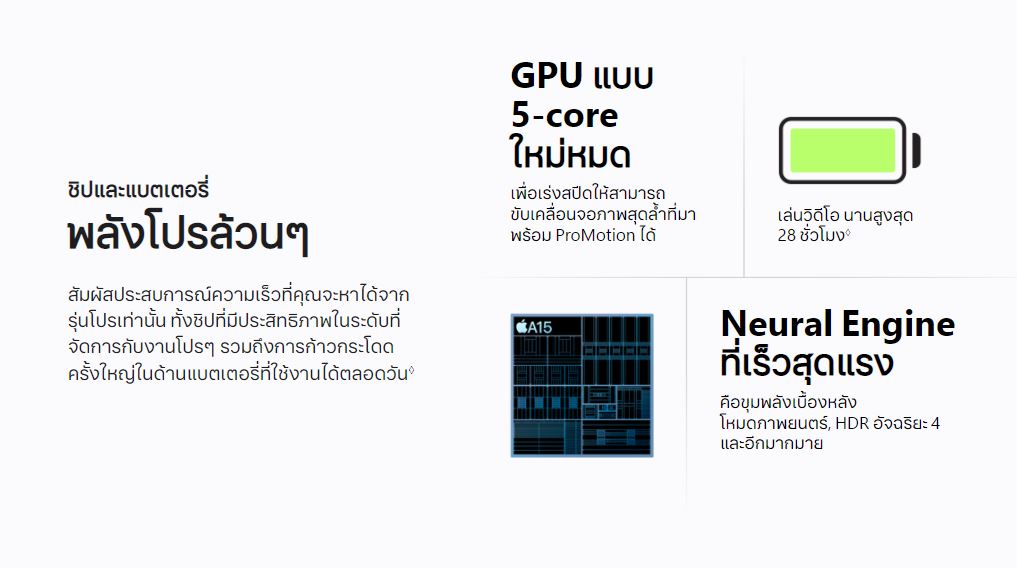 ชิปและแบตเตอรี่
พลังโปรล้วนๆ
สัมผัสประสบการณ์ความเร็วที่คุณจะหาได้จาก
รุ่นโปรเท่านั้น ทั้งชิปที่มีประสิทธิภาพในระดับที่
จัดการกับงานโปรๆ รวมถึงการก้าวกระโดด
ครั้งใหญ่ในด้านแบตเตอรี่ที่ใช้งานได้ตลอดวัน◊
GPU แบบ
5-core
ใหม่หมด
เพื่อเร่งสปีดให้สามารถ
ขับเคลื่อนจอภาพสุดล้ำที่มา
พร้อม ProMotion ได้
เล่นวิดีโอ นานสูงสุด
28 ชั่วโมง◊
A15
Neural Engine
ที่เร็วสุดแรง
คือขุมพลังเบื้องหลัง
โหมดภาพยนตร์, HDR อัจฉริยะ 4
และอีกมากมาย